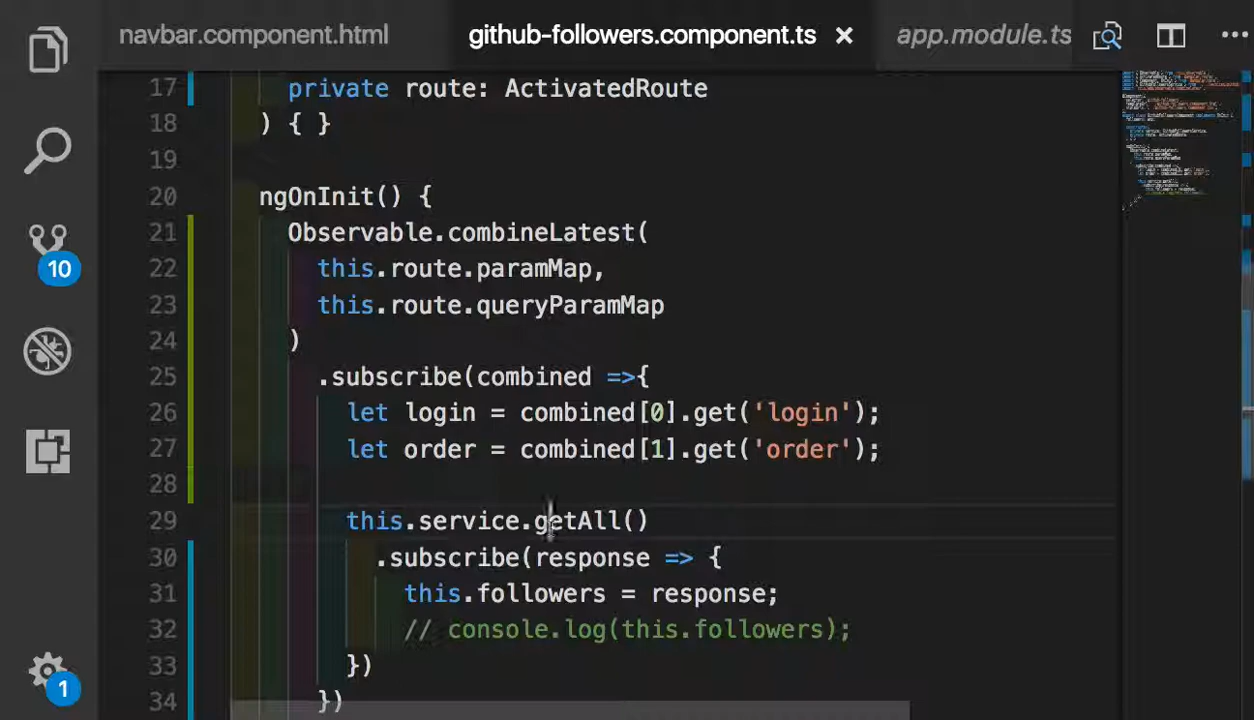 navbar.component.html github-followers.component.ts app.module.ts
17 private route: ActivatedRoute
18 ) { }
19
20 ngOnInit() {
21 Observable.combineLatest(
22 this.route.paramMap,
23 this.route.queryParamMap
24 )
25 .subscribe(combined =>{
26 let login = combined[0].get('login');
27 let order = combined[1].get('order');
28
29 this.service.getAll()
30 .subscribe(response => {
31 this.followers = response;
32 // console.log(this.followers);
33 })
34 })
10
1